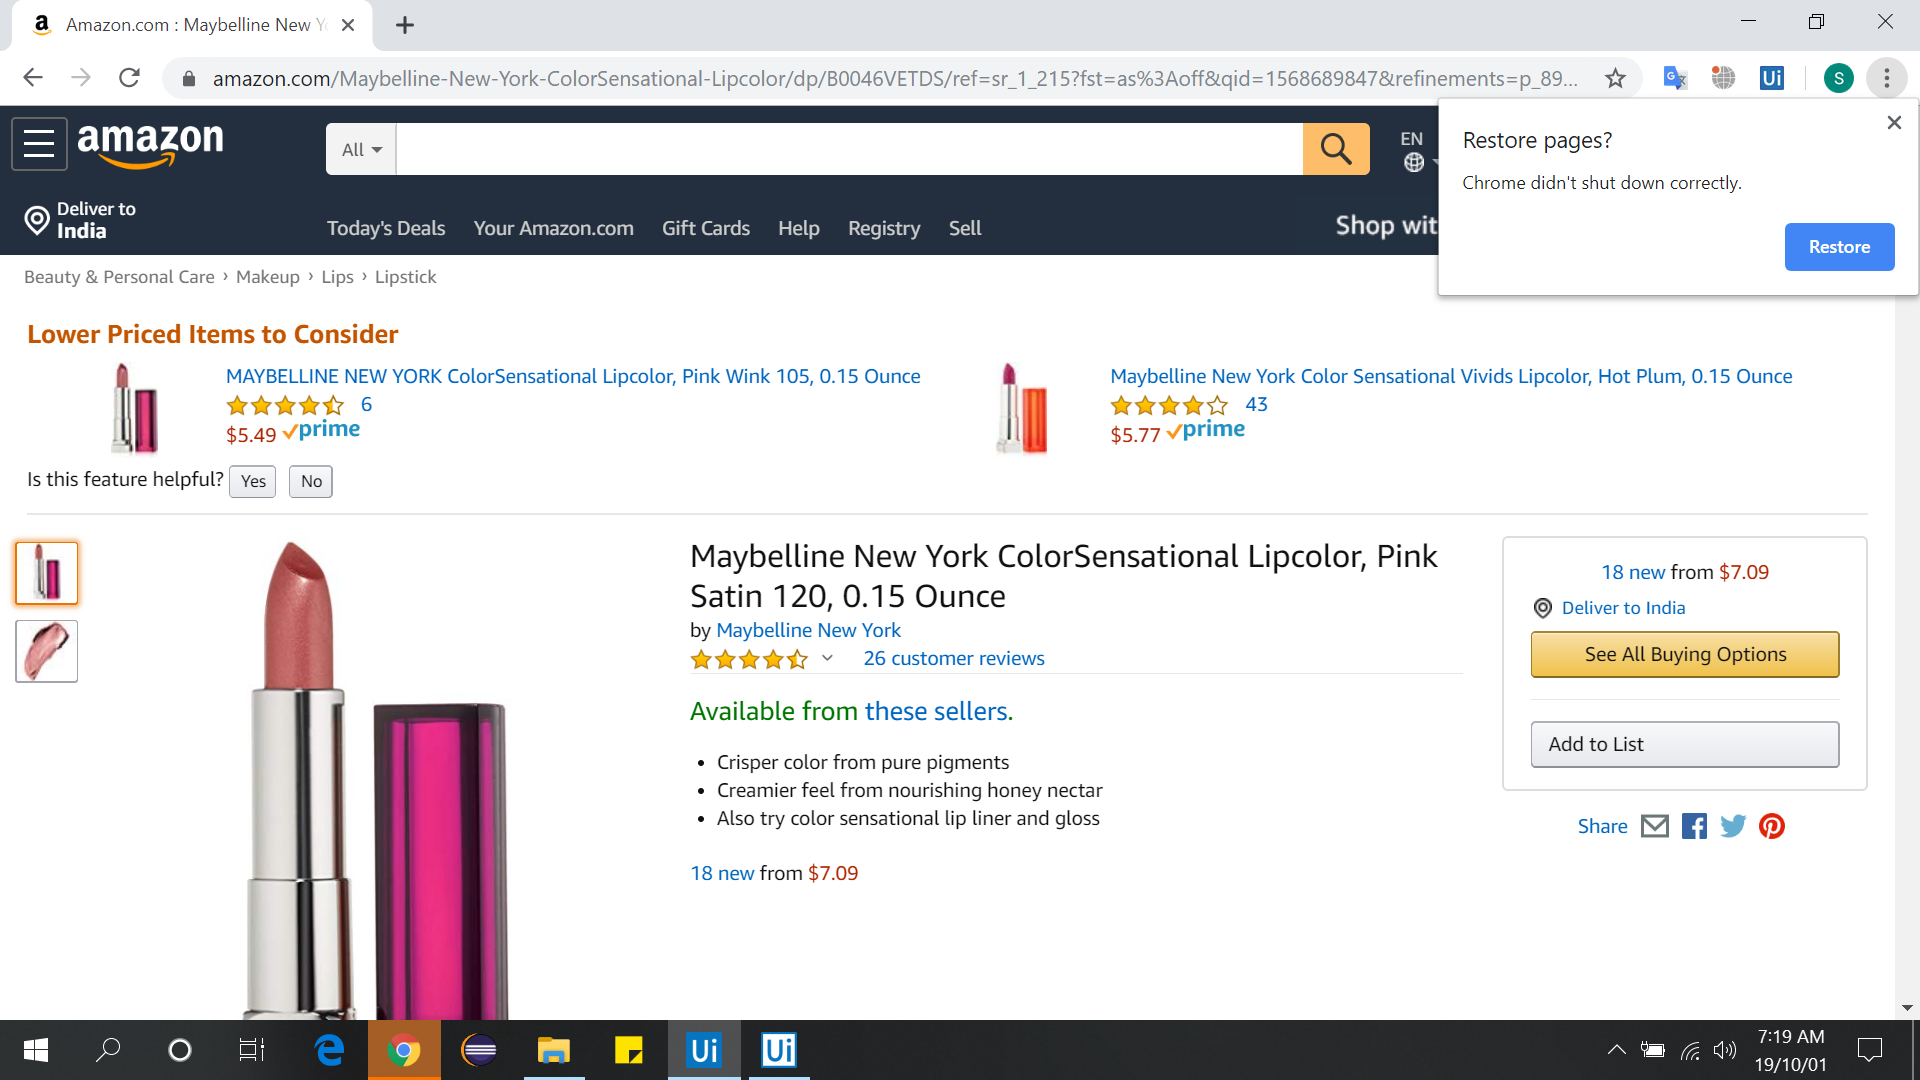 Amazon.com : Maybelline New Y
amazon.com/Maybelline-New-York-ColorSensational-Lipcolor/dp/B0046VETDS/ref=sr_1_215?fst=as%3Aoff&qid=1568689847&refinements=p_89...
S
Ui
Restore pages?
Chrome didn't shut down correctly.
Restore
amazon
All
EN
Deliver to
India
Today's Deals
Your Amazon.com
Gift Cards
Help
Registry
Sell
Shop wit
Beauty & Personal Care › Makeup › Lips › Lipstick
Lower Priced Items to Consider
MAYBELLINE NEW YORK ColorSensational Lipcolor, Pink Wink 105, 0.15 Ounce
6
$5.49 prime
Maybelline New York Color Sensational Vivids Lipcolor, Hot Plum, 0.15 Ounce
43
$5.77 prime
Is this feature helpful? Yes No
Maybelline New York ColorSensational Lipcolor, Pink
Satin 120, 0.15 Ounce
by Maybelline New York
26 customer reviews
Available from these sellers.
• Crisper color from pure pigments
• Creamier feel from nourishing honey nectar
• Also try color sensational lip liner and gloss
18 new from $7.09
18 new from $7.09
Deliver to India
See All Buying Options
Add to List
Share
Ui
Ui
7:19 AM
19/10/01